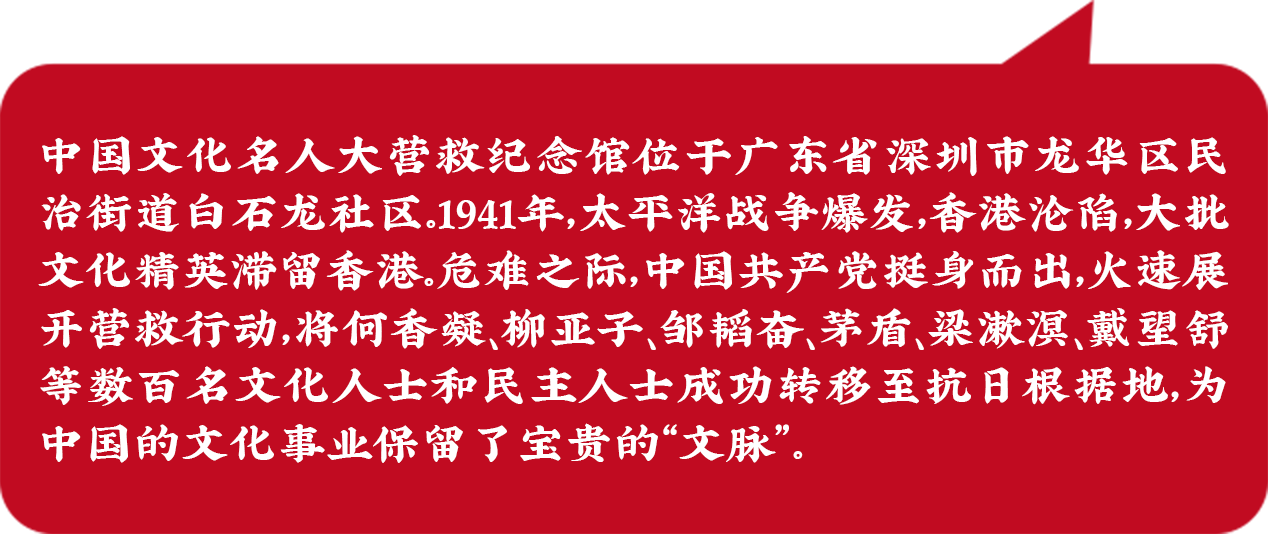 中国文化名人大营救纪念馆位于广东省深圳市龙华区民
治街道白石龙社区。1941年,太平洋战争爆发,香港沦陷,大批
文化精英滞留香港。危难之际,中国共产党挺身而出,火速展
开营救行动,将何香凝、柳亚子、邹韬奋、茅盾、梁漱溟、戴望舒
等数百名文化人士和民主人士成功转移至抗日根据地,为
中国的文化事业保留了宝贵的“文脉”。